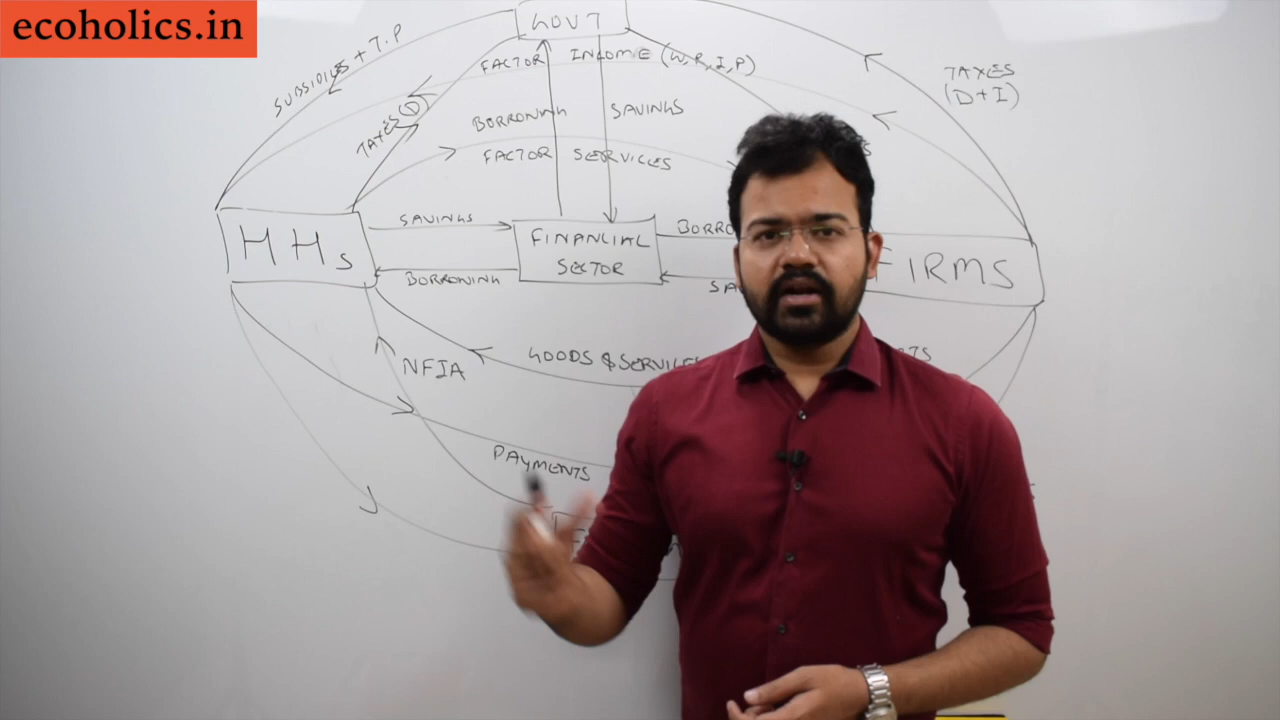 ecoholics.in
GOVT
SUBSIDIES + T.P
FACTOR INCOME (W,R,I,P)
TAXES
(D+I)
TAXES
BORROWING
SAVINGS
FACTOR SERVICES
HHs
SAVINGS
FINANCIAL
SECTOR
BORROWING
FIRMS
NFIA
GOODS & SERVICES
PAYMENTS